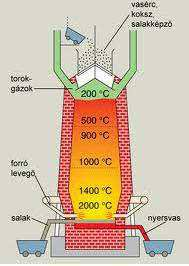 vasérc,
koksz,
salakképző
torok-
gázok
200 °C
500 °C
900 °C
1000 °C
forró
levegő
1400 °C
2000 °C
salak
nyersvas